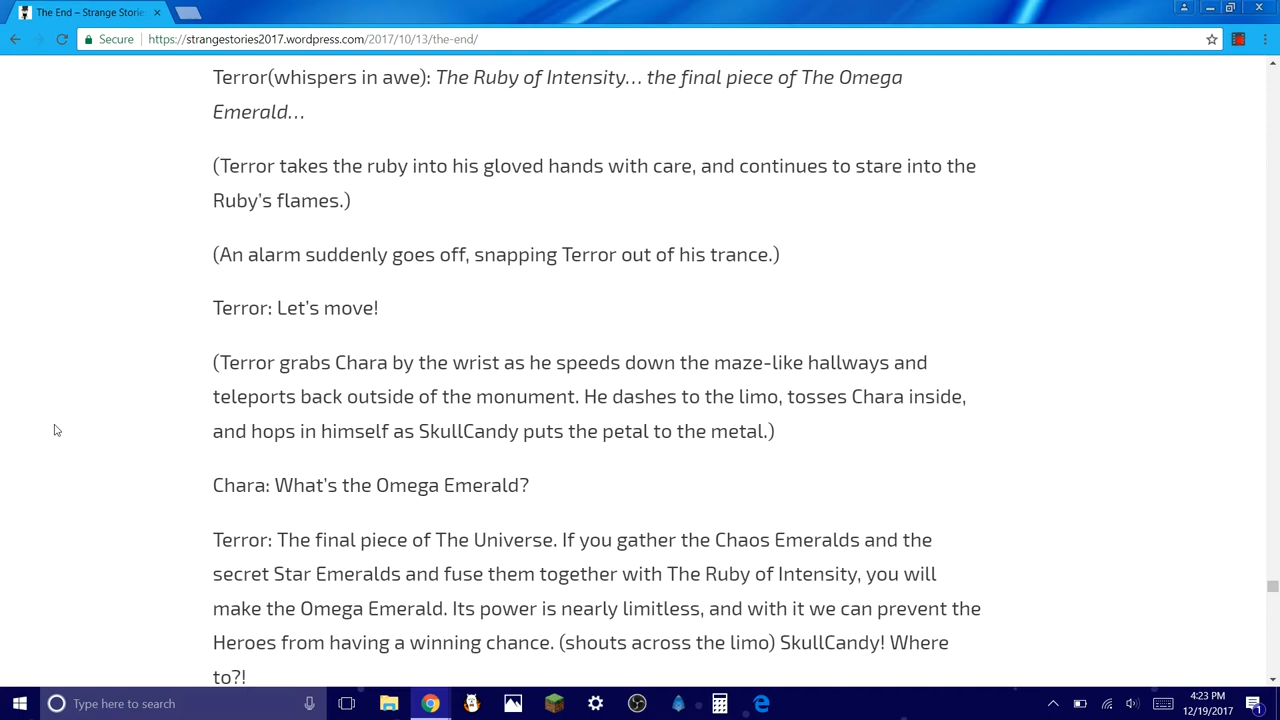 The End – Strange Storie
Secure
https://strangestories2017.wordpress.com/2017/10/13/the-end/
Terror(whispers in awe): The Ruby of Intensity… the final piece of The Omega
Emerald…
(Terror takes the ruby into his gloved hands with care, and continues to stare into the
Ruby’s flames.)
(An alarm suddenly goes off, snapping Terror out of his trance.)
Terror: Let’s move!
(Terror grabs Chara by the wrist as he speeds down the maze-like hallways and
teleports back outside of the monument. He dashes to the limo, tosses Chara inside,
and hops in himself as SkullCandy puts the petal to the metal.)
Chara: What’s the Omega Emerald?
Terror: The final piece of The Universe. If you gather the Chaos Emeralds and the
secret Star Emeralds and fuse them together with The Ruby of Intensity, you will
make the Omega Emerald. Its power is nearly limitless, and with it we can prevent the
Heroes from having a winning chance. (shouts across the limo) SkullCandy! Where
to?!
Type here to search
4:23 PM
12/19/2017
1